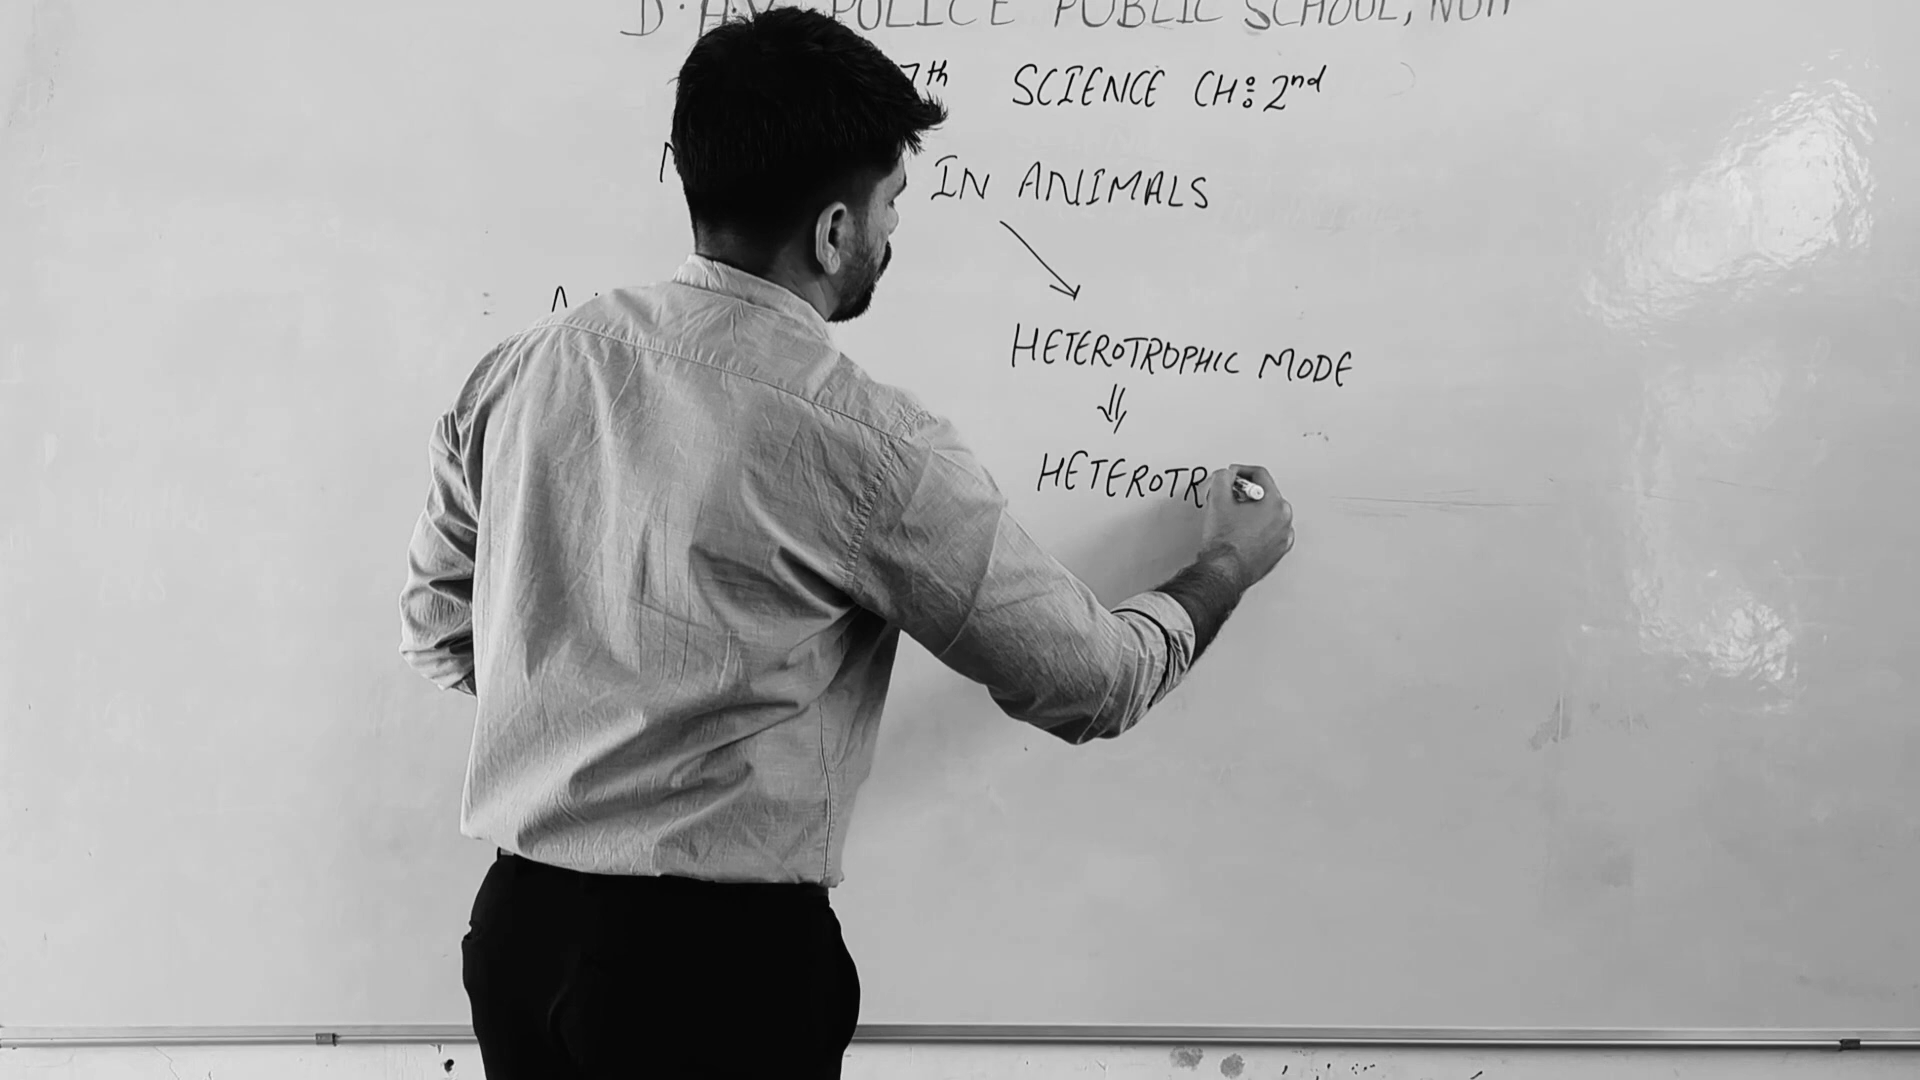 D.A.V POLICE PUBLIC SCHOOL, NUH
7th SCIENCE CH: 2nd
IN ANIMALS
HETEROTROPHIC MODE
HETEROTR